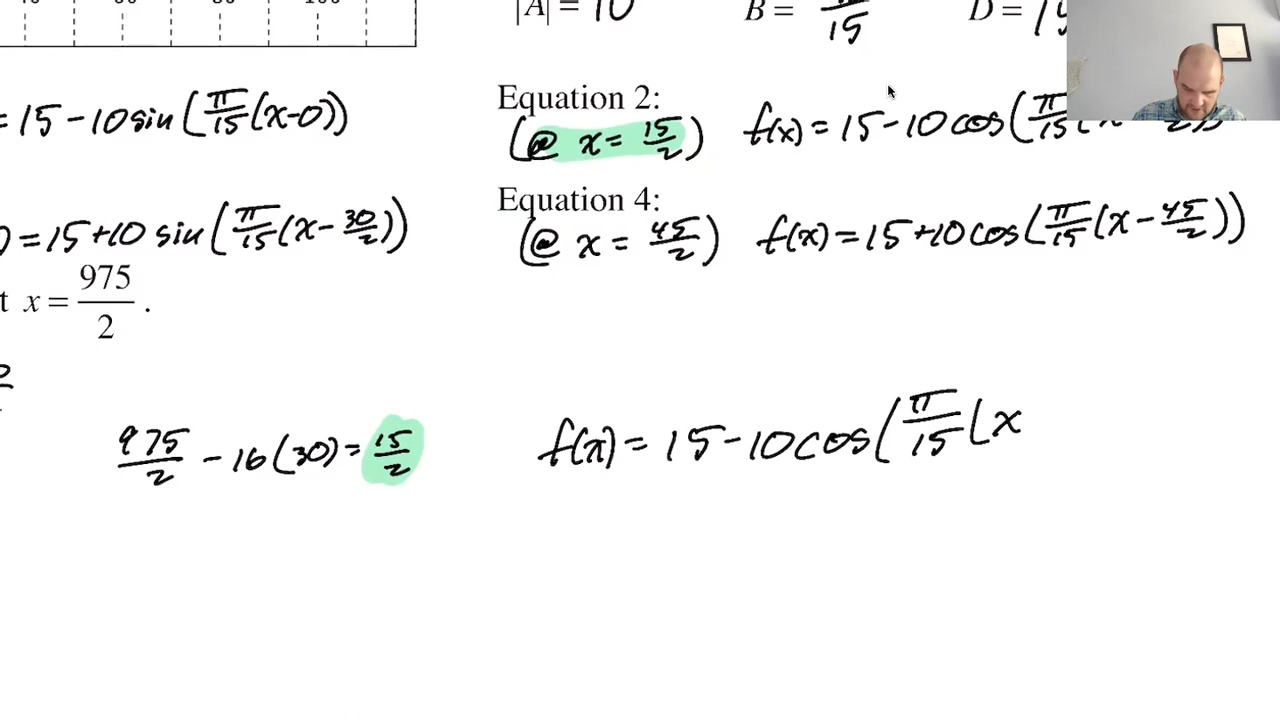 |A| = 10 B = 15 D =
= 15 - 10 sin ( π/15 (x-0))
Equation 2:
(@ x = 15/2) f(x) = 15 - 10 cos ( π/15
= 15 + 10 sin ( π/15 (x - 30/2))
Equation 4:
(@ x = 45/2) f(x) = 15 + 10 cos ( π/15 (x - 45/2))
t x = 975/2 .
975/2 - 16 (30) = 15/2
f(x) = 15 - 10 cos ( π/15 (x